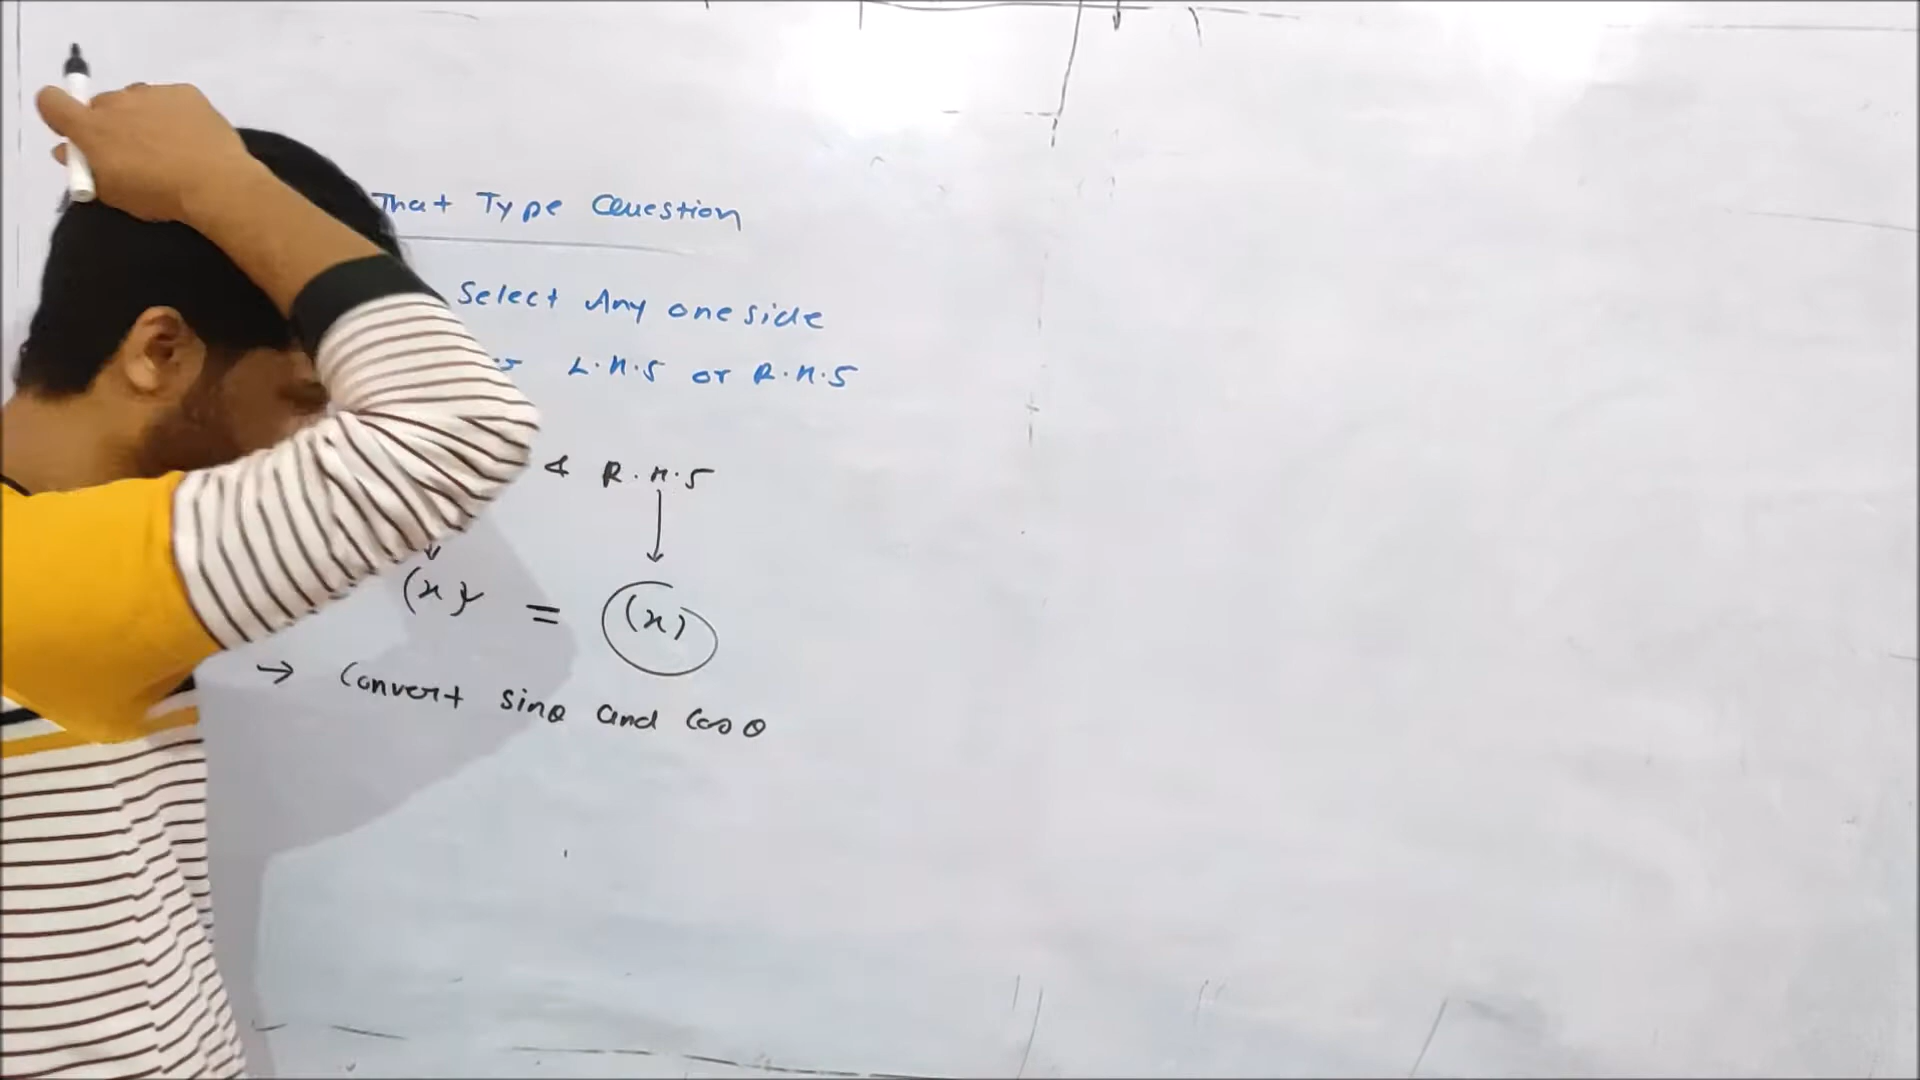 That Type Question
Select Any one side
L.H.S or R.H.S
& R.H.S
(x) = (x)
→ Convert sinθ and Cosθ